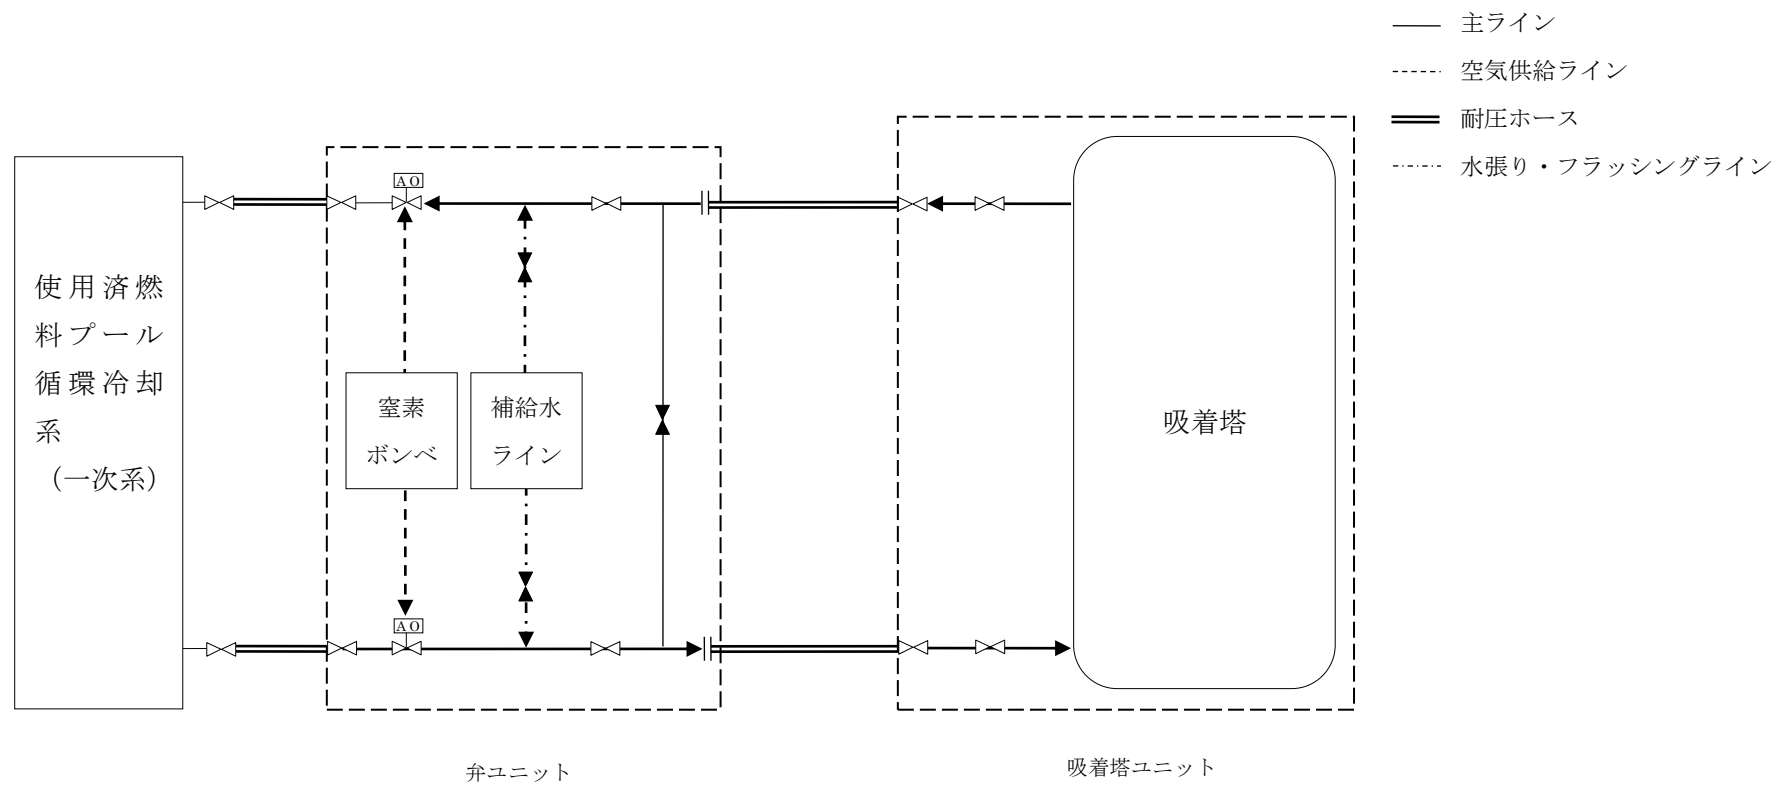 主ライン
空気供給ライン
耐圧ホース
水張り・フラッシングライン
AO
使用済燃
料プール
循環冷却
系
（一次系）
窒素
ボンベ
補給水
ライン
吸着塔
AO
弁ユニット
吸着塔ユニット